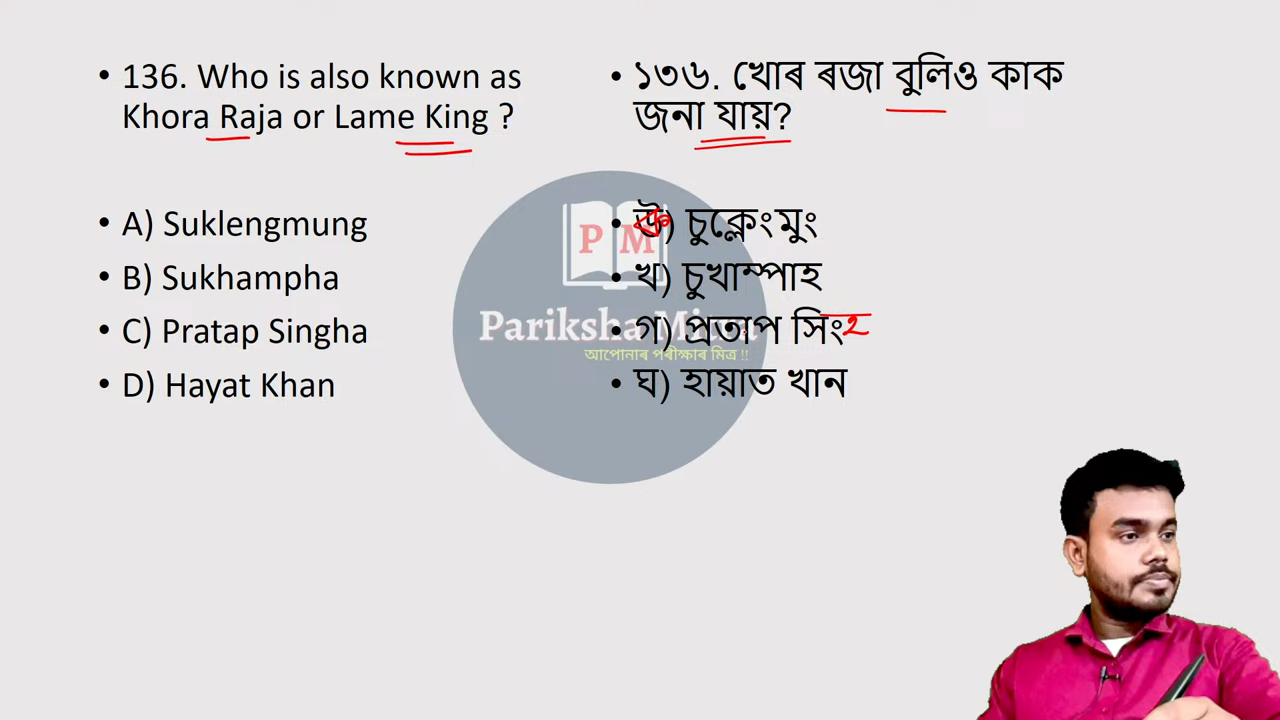 • 136. Who is also known as
Khora Raja or Lame King ?
• A) Suklengmung
• B) Sukhampha
• C) Pratap Singha
• D) Hayat Khan
• ১৩৬. খোৰ ৰজা বুলিও কাক
জনা যায়?
• ক) চুক্লেংমুং
• খ) চুখাম্পাহ
• গ) প্ৰতাপ সিংহ
• ঘ) হায়াত খান
P M
Pariksha
আপোনাৰ পৰীক্ষাৰ মিত্ৰ !!